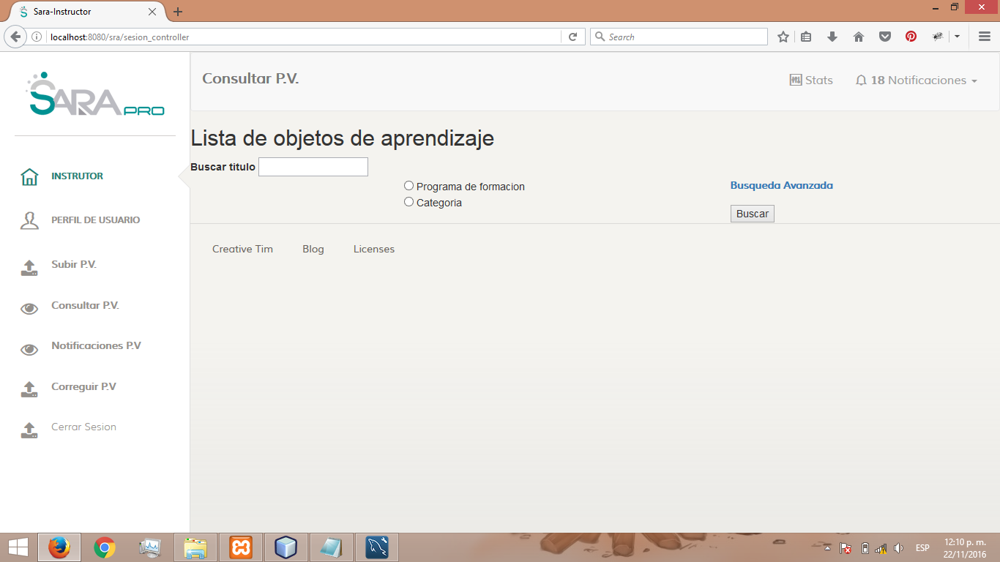 Sara-Instructor
localhost:8080/sra/sesion_controller
Search
SARA PRO
Consultar P.V.
Stats
18 Notificaciones
Lista de objetos de aprendizaje
INSTRUTOR
Buscar titulo
Programa de formacion
Busqueda Avanzada
Categoria
Buscar
PERFIL DE USUARIO
Creative Tim
Blog
Licenses
Subir P.V.
Consultar P.V.
Notificaciones P.V
Correguir P.V
Cerrar Sesion
ESP
12:10 p. m.
22/11/2016